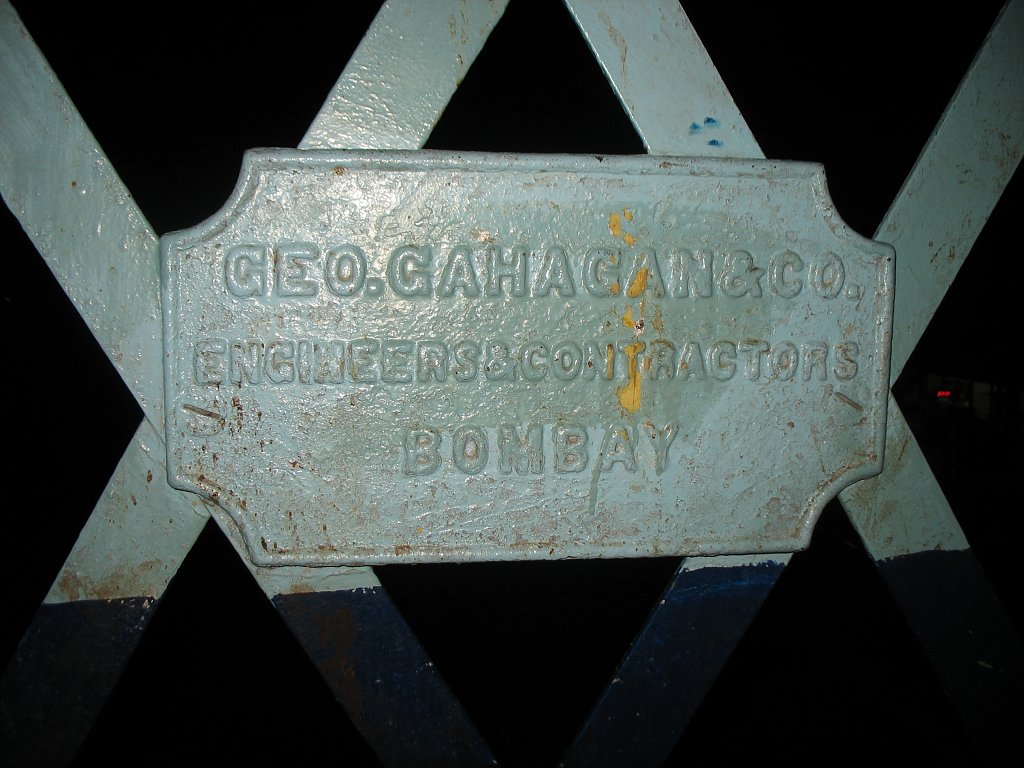 GEO. GAHAGAN & CO.
ENGINEERS & CONTRACTORS
BOMBAY